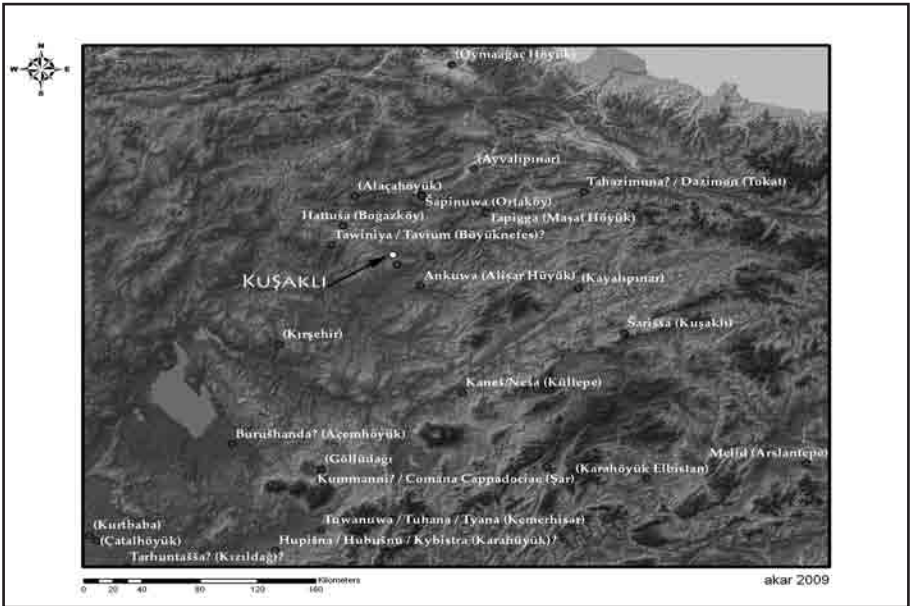 N
W E
S
(Oymaağaç Höyük)
(Ayvalıpınar)
(Alaçahöyük)
Tahazimuna? / Dazimon (Tokat)
Šapinuwa (Ortaköy)
Hattuša (Boğazköy)
Tapigga (Maşat Höyük)
Tawiniya / Tavium (Büyüknefes)?
KUŞAKLI
Ankuwa (Alişar Hüyük)
(Kayalıpınar)
Šarišša (Kuşaklı)
(Kırşehir)
Kaneš/Neša (Kültepe)
Burušhanda? (Açemhöyük)
(Göllüdağı
Melid (Arslantepe)
(Karahöyük Elbistan)
Kummanni? / Comana Cappadociae (Şar)
Tuwanuwa / Tuhana / Tyana (Kemerhisar)
(Kurtbaba)
(Çatalhöyük)
Hupišna / Hubušnu / Kybistra (Karahüyük)?
Tarhuntašša? (Kızıldağ)?
Kilometers
0 20 40 80 120 160
akar 2009